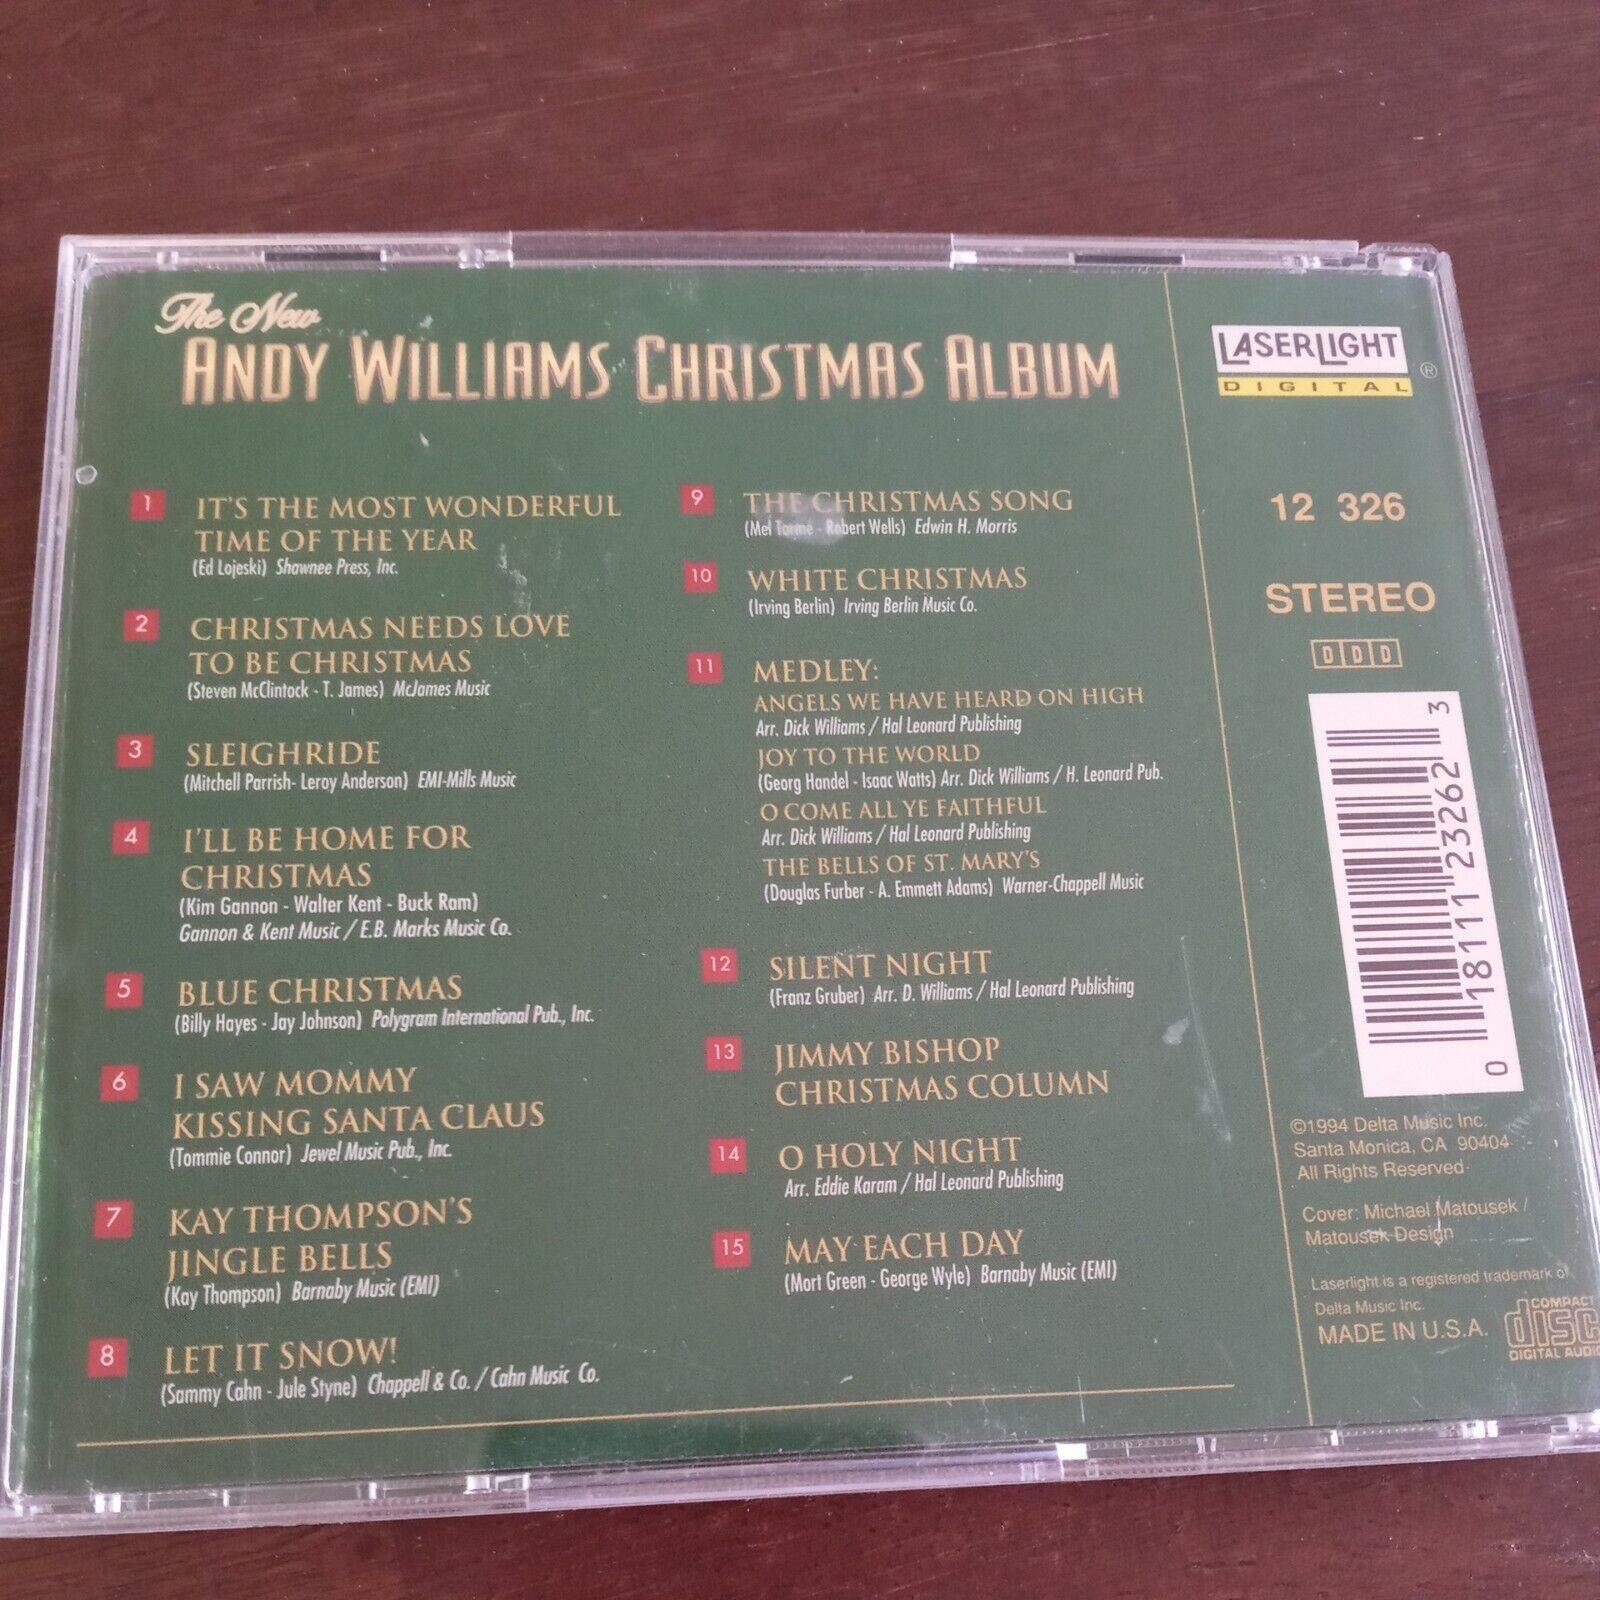 The New
ANDY WILLIAMS CHRISTMAS ALBUM
1 IT'S THE MOST WONDERFUL
TIME OF THE YEAR
(Ed Lojeski) Shawnee Press, Inc.
2 CHRISTMAS NEEDS LOVE
TO BE CHRISTMAS
(Steven McClintock - T. James) McJames Music
3 SLEIGHRIDE
(Mitchell Parrish- Leroy Anderson) EMI-Mills Music
4 I'LL BE HOME FOR
CHRISTMAS
(Kim Gannon - Walter Kent - Buck Ram)
Gannon & Kent Music / E.B. Marks Music Co.
5 BLUE CHRISTMAS
(Billy Hayes - Jay Johnson) Polygram International Pub., Inc.
6 I SAW MOMMY
KISSING SANTA CLAUS
(Tommie Connor) Jewel Music Pub., Inc.
7 KAY THOMPSON'S
JINGLE BELLS
(Kay Thompson) Barnaby Music (EMI)
8 LET IT SNOW!
(Sammy Cahn - Jule Styne) Chappell & Co. / Cahn Music Co.
9 THE CHRISTMAS SONG
(Mel Torme - Robert Wells) Edwin H. Morris
10 WHITE CHRISTMAS
(Irving Berlin) Irving Berlin Music Co.
11 MEDLEY:
ANGELS WE HAVE HEARD ON HIGH
Arr. Dick Williams / Hal Leonard Publishing
JOY TO THE WORLD
(Georg Handel - Isaac Watts) Arr. Dick Williams / H. Leonard Pub.
O COME ALL YE FAITHFUL
Arr. Dick Williams / Hal Leonard Publishing
THE BELLS OF ST. MARY'S
(Douglas Furber - A. Emmett Adams) Warner-Chappell Music
12 SILENT NIGHT
(Franz Gruber) Arr. D. Williams / Hal Leonard Publishing
13 JIMMY BISHOP
CHRISTMAS COLUMN
14 O HOLY NIGHT
Arr. Eddie Karam / Hal Leonard Publishing
15 MAY EACH DAY
(Mort Green - George Wyle) Barnaby Music (EMI)
LASERLIGHT
DIGITAL ®
12 326
STEREO
DDD
0 18111 23262 3
©1994 Delta Music Inc.
Santa Monica, CA 90404
All Rights Reserved
Cover: Michael Matousek /
Matousek Design
Laserlight is a registered trademark of
Delta Music Inc.
MADE IN U.S.A.
COMPACT
disc
DIGITAL AUDIO